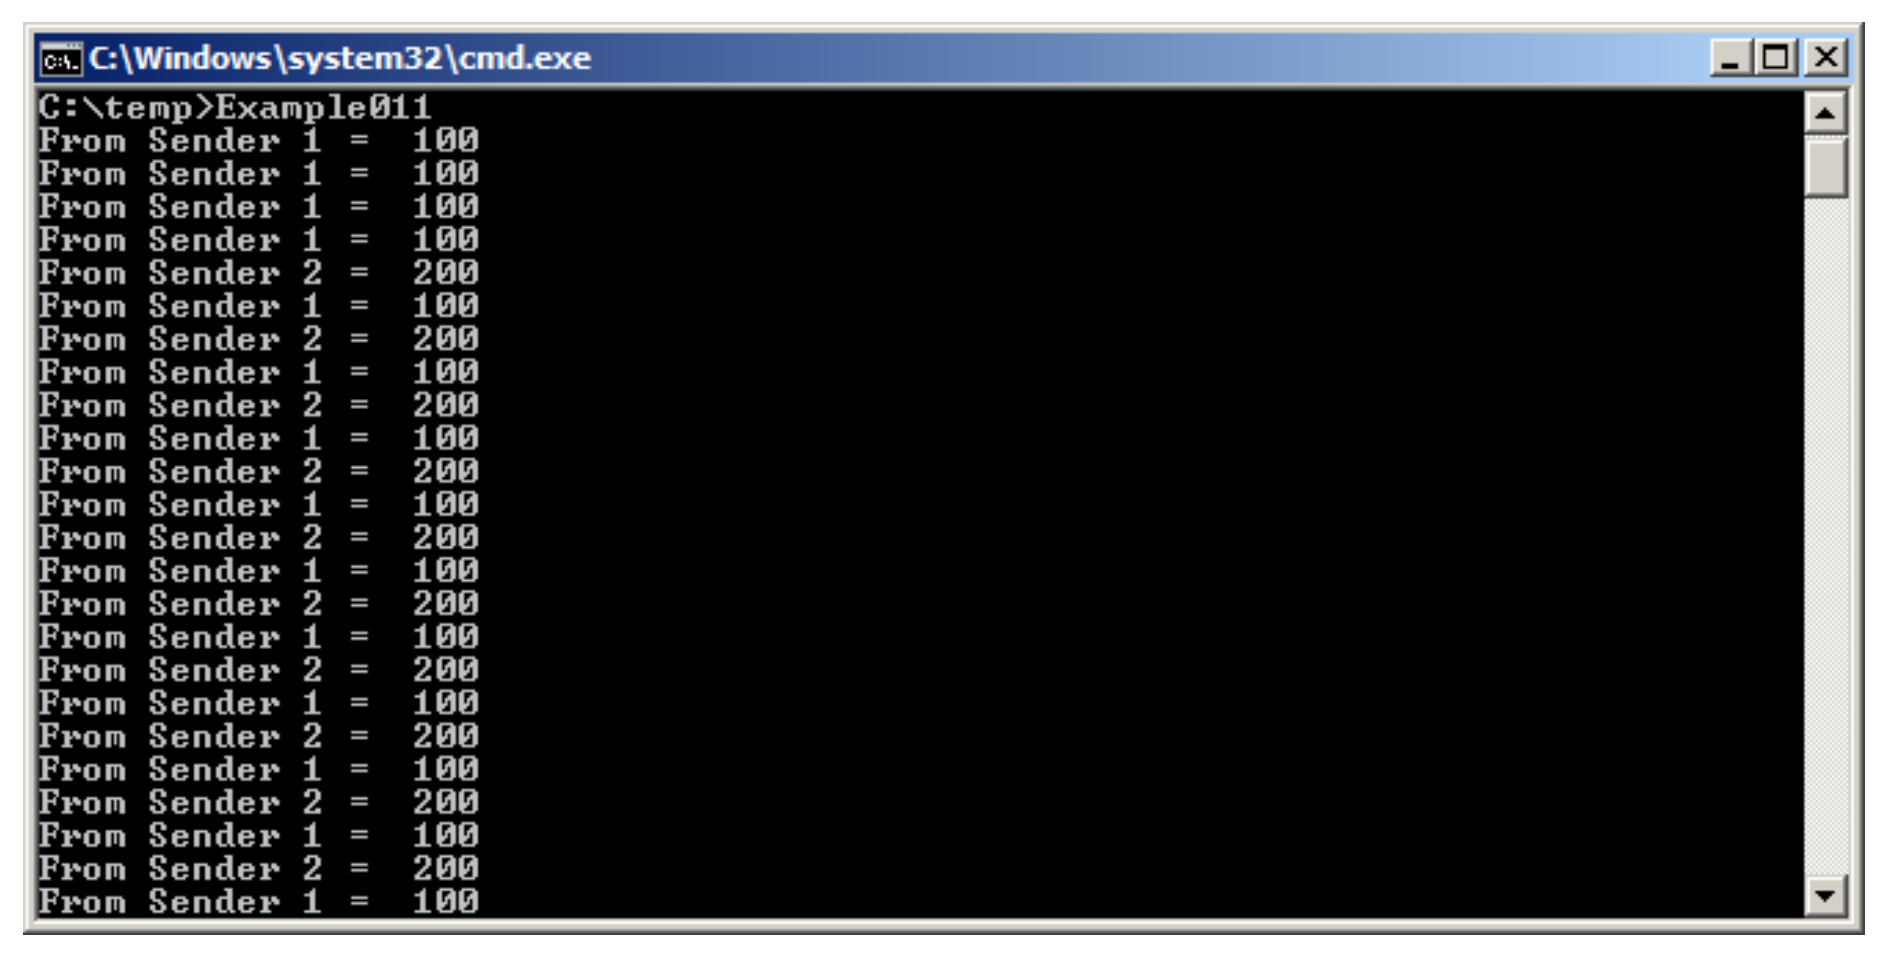 C:\Windows\system32\cmd.exe
C:\temp>Example011
From Sender 1 =  100
From Sender 1 =  100
From Sender 1 =  100
From Sender 1 =  100
From Sender 2 =  200
From Sender 1 =  100
From Sender 2 =  200
From Sender 1 =  100
From Sender 2 =  200
From Sender 1 =  100
From Sender 2 =  200
From Sender 1 =  100
From Sender 2 =  200
From Sender 1 =  100
From Sender 2 =  200
From Sender 1 =  100
From Sender 2 =  200
From Sender 1 =  100
From Sender 2 =  200
From Sender 1 =  100
From Sender 2 =  200
From Sender 1 =  100
From Sender 2 =  200
From Sender 1 =  100